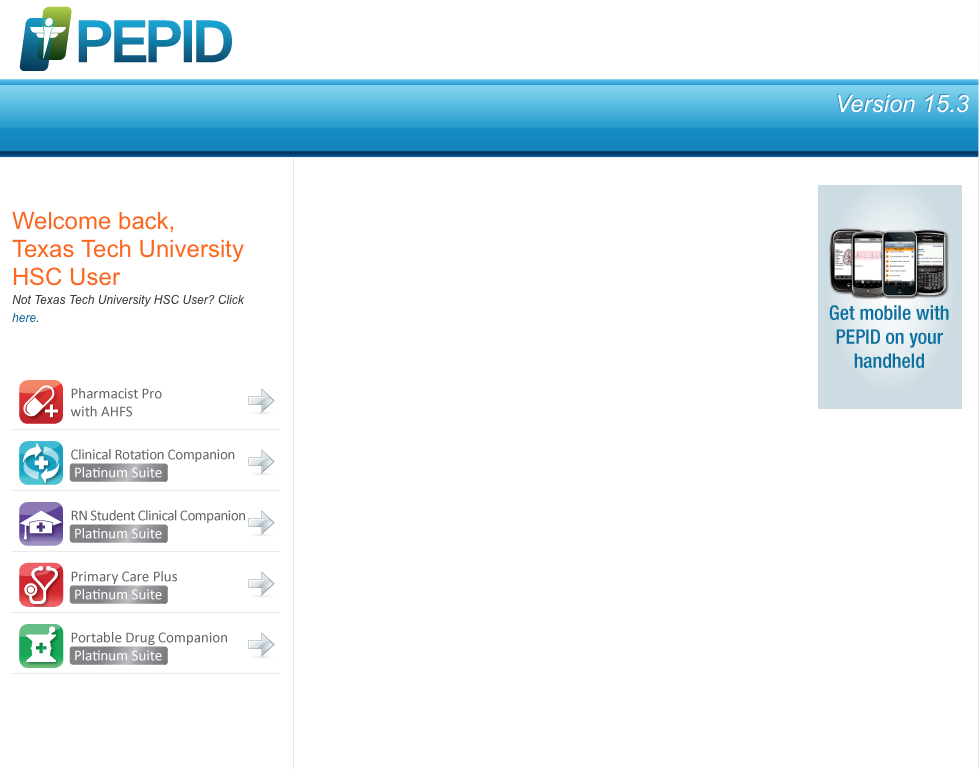 PEPID
Version 15.3
Welcome back,
Texas Tech University
HSC User
Not Texas Tech University HSC User? Click
here.
Pharmacist Pro
with AHFS
Clinical Rotation Companion
Platinum Suite
RN Student Clinical Companion
Platinum Suite
Primary Care Plus
Platinum Suite
Portable Drug Companion
Platinum Suite
Get mobile with
PEPID on your
handheld